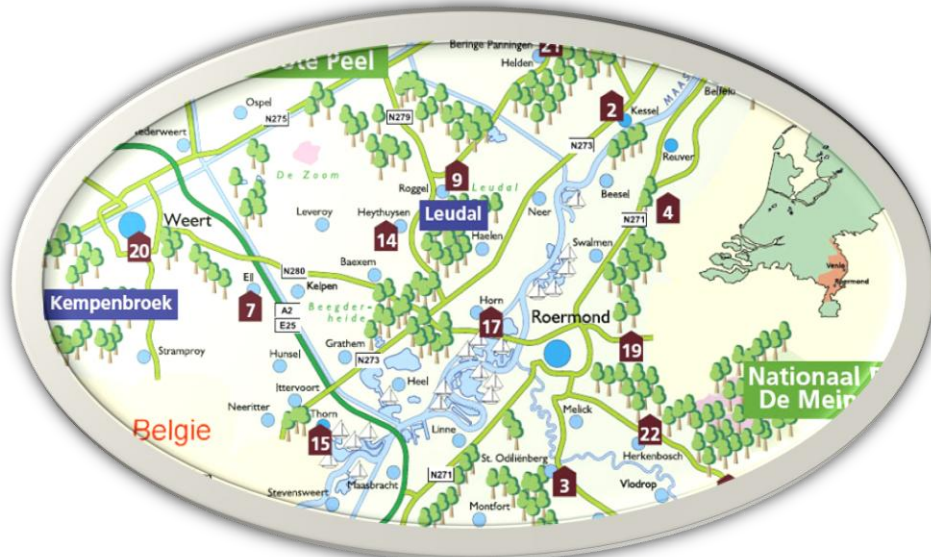 Beringe Panningen
21
Helden
ote Peel
MAAS
Ospel
N275
N279
2
Kessel
Belfeld
ederweert
N273
Reuver
De Zoom
9
Roggel
Leudal
Leudal
Beesel
Neer
4
N271
Leveroy
Heythuysen
14
Haelen
Swalmen
Weert
20
Baexem
N280
Kelpen
Ell
7
A2
E25
Beegder-
heide
Horn
17
Roermond
Venlo
Roermond
Kempenbroek
Stramproy
Hunsel
Grathem
N273
19
Ittervoort
Heel
Nationaal
De Mein
Neeritter
Thorn
15
Belgie
Linne
Melick
22
Herkenbosch
St. Odiliënberg
3
Vlodrop
N271
Maasbracht
Stevensweert
Montfort